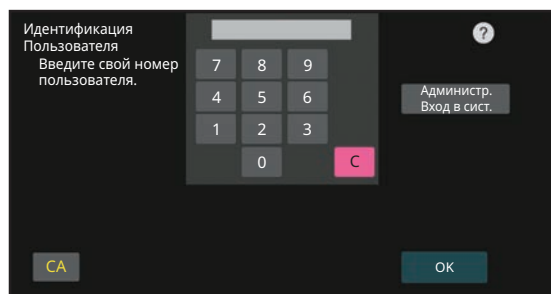 Идентификация
Пользователя
Введите свой номер
пользователя.
?
7 8 9
4 5 6
1 2 3
0 C
Администр.
Вход в сист.
CA
OK